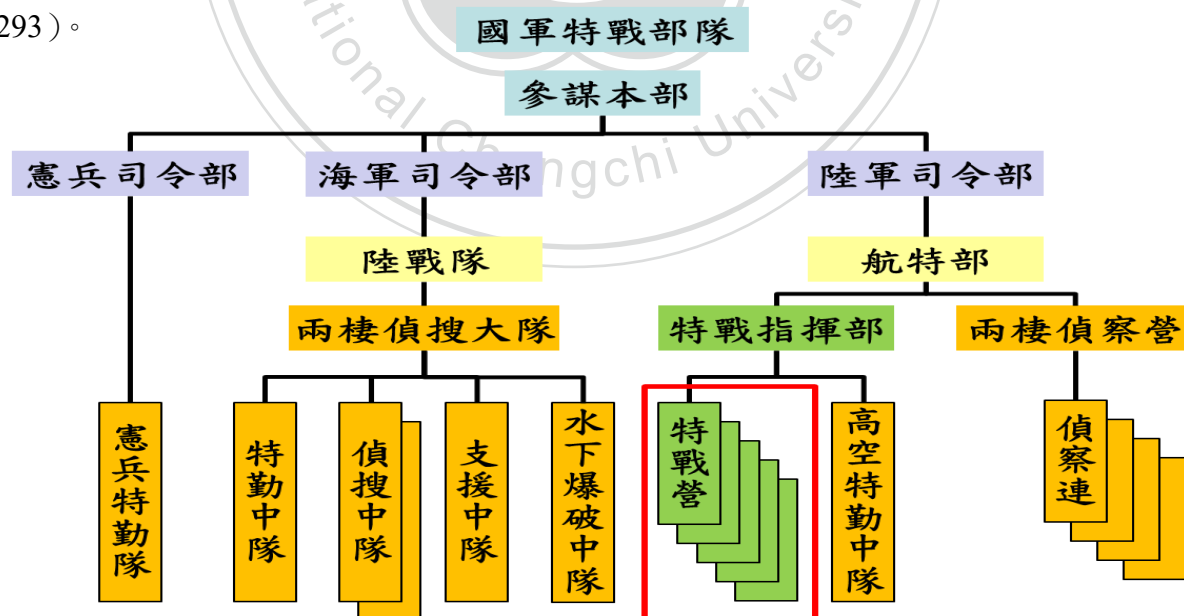 293)。
國軍特戰部隊
參謀本部
憲兵司令部
海軍司令部
陸軍司令部
陸戰隊
航特部
兩棲偵搜大隊
特戰指揮部
兩棲偵察營
憲兵特勤隊
特勤中隊
偵搜中隊
支援中隊
水下爆破中隊
特戰營
高空特勤中隊
偵察連
tional Chengchi Univers